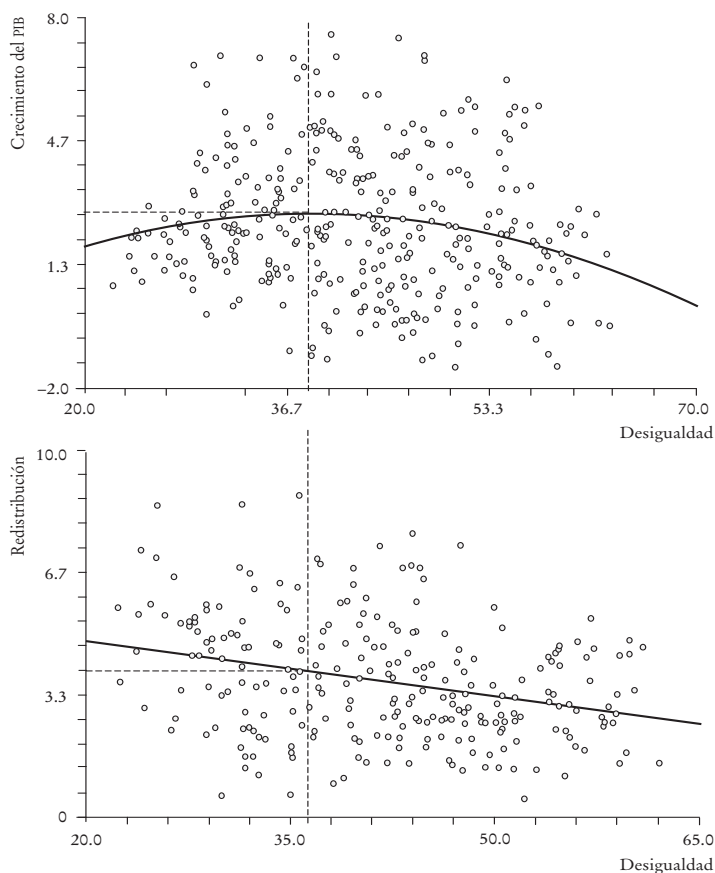 Crecimiento del PIB
8.0
4.7
1.3
−2.0
20.0 36.7 53.3 70.0
Desigualdad
Redistribución
10.0
6.7
3.3
0
20.0 35.0 50.0 65.0
Desigualdad